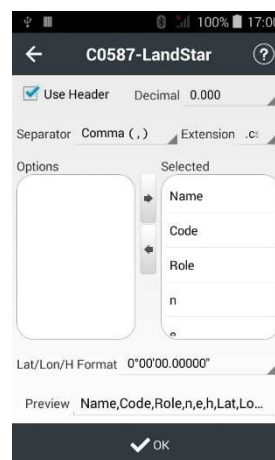 100% 17:00
C0587-LandStar ?
Use Header Decimal 0.000
Separator Comma (,) Extension .cs
Options Selected
Name
Code
Role
n
Lat/Lon/H Format 0°00'00.00000"
Preview Name,Code,Role,n,e,h,Lat,Lo...
OK